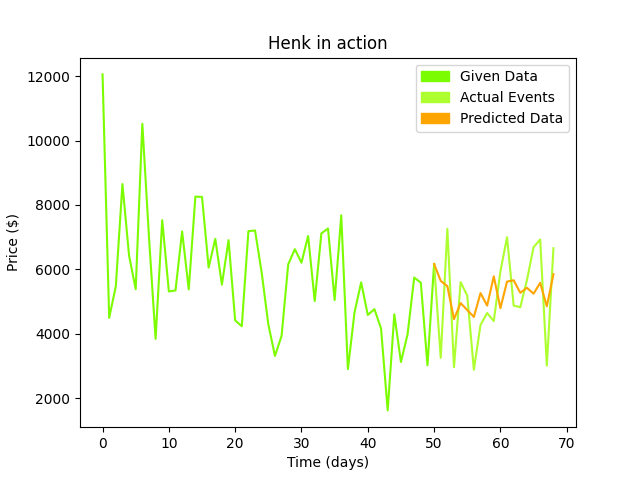 Henk in action
Given Data
Actual Events
Predicted Data
12000
10000
8000
6000
4000
2000
Price ($)
0 10 20 30 40 50 60 70
Time (days)